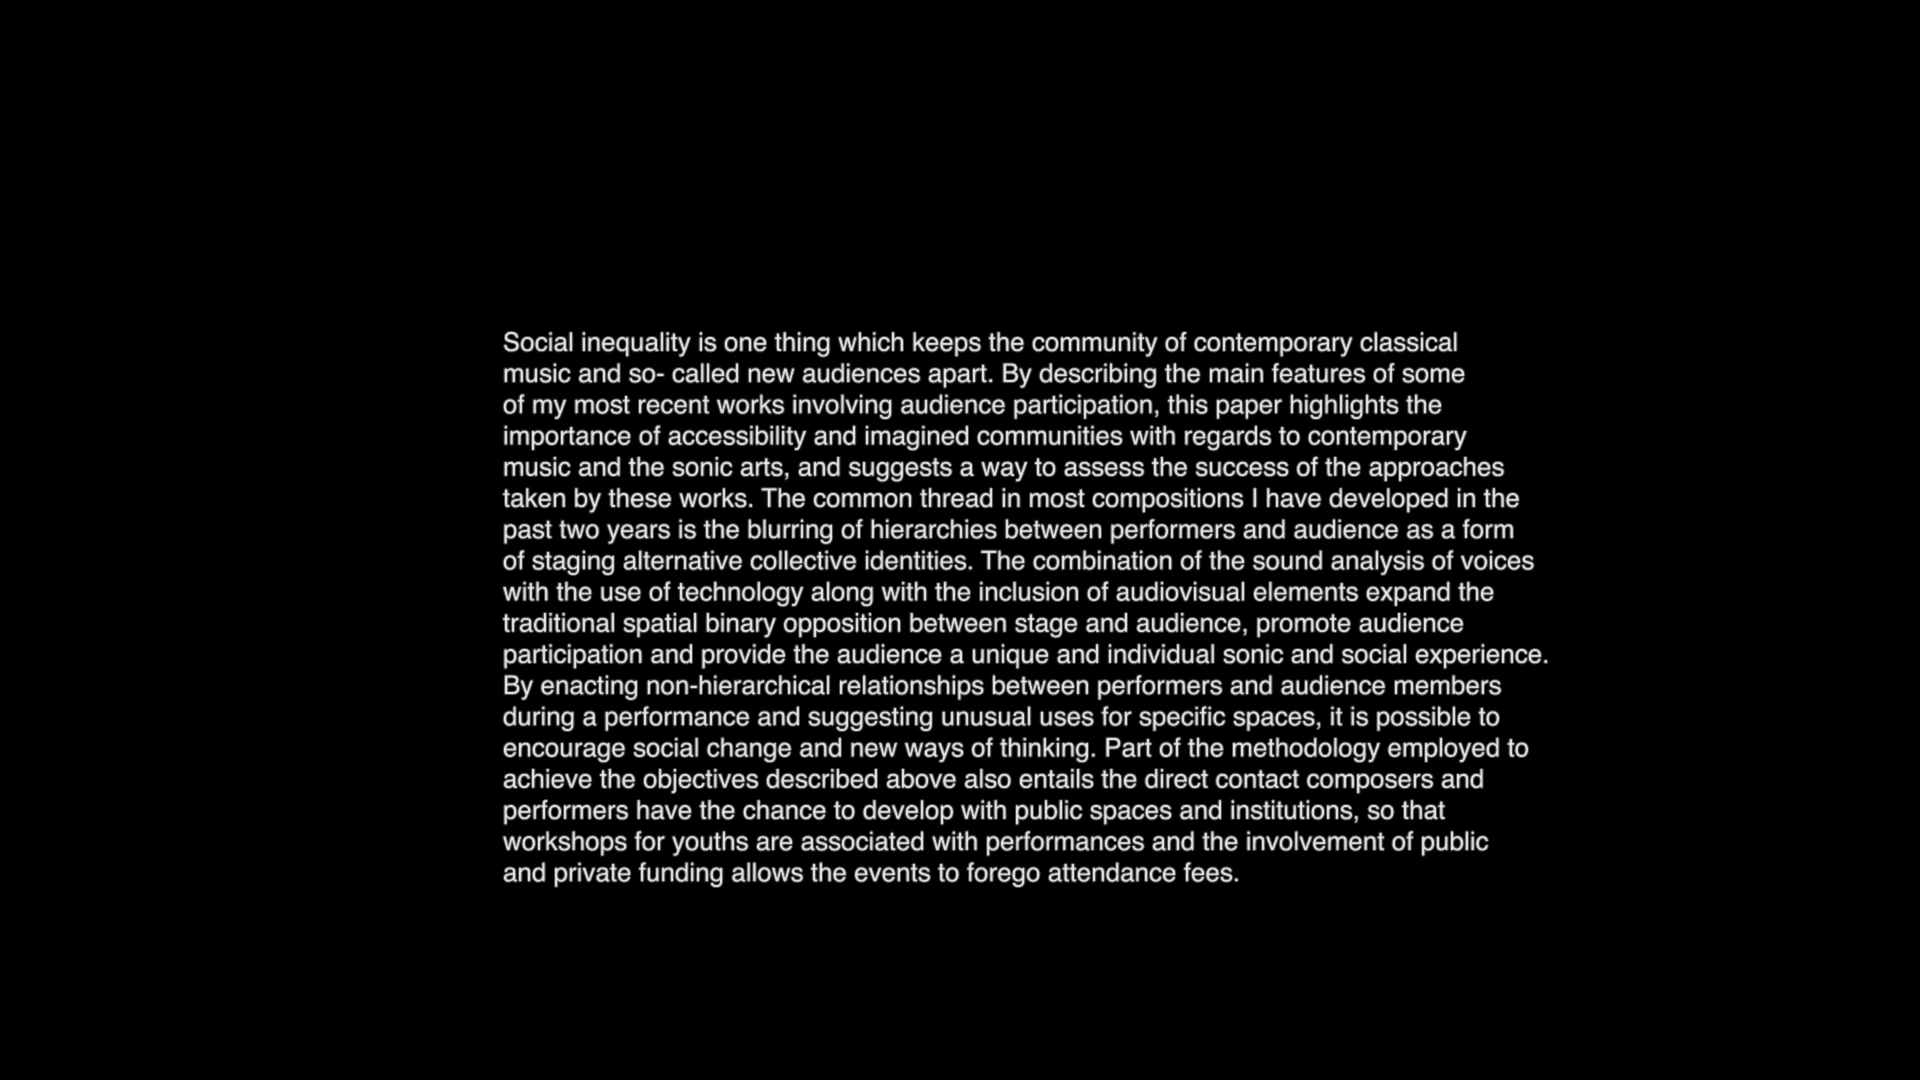 Social inequality is one thing which keeps the community of contemporary classical
music and so- called new audiences apart. By describing the main features of some
of my most recent works involving audience participation, this paper highlights the
importance of accessibility and imagined communities with regards to contemporary
music and the sonic arts, and suggests a way to assess the success of the approaches
taken by these works. The common thread in most compositions I have developed in the
past two years is the blurring of hierarchies between performers and audience as a form
of staging alternative collective identities. The combination of the sound analysis of voices
with the use of technology along with the inclusion of audiovisual elements expand the
traditional spatial binary opposition between stage and audience, promote audience
participation and provide the audience a unique and individual sonic and social experience.
By enacting non-hierarchical relationships between performers and audience members
during a performance and suggesting unusual uses for specific spaces, it is possible to
encourage social change and new ways of thinking. Part of the methodology employed to
achieve the objectives described above also entails the direct contact composers and
performers have the chance to develop with public spaces and institutions, so that
workshops for youths are associated with performances and the involvement of public
and private funding allows the events to forego attendance fees.